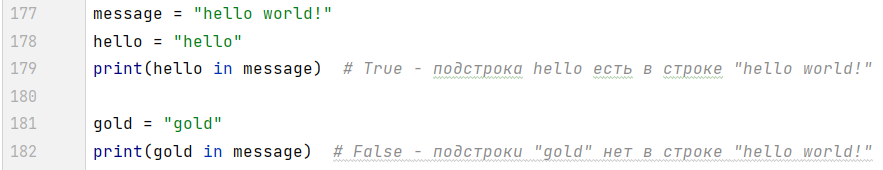 177 message = "hello world!"
178 hello = "hello"
179 print(hello in message)  # True - подстрока hello есть в строке "hello world!"
180
181 gold = "gold"
182 print(gold in message)  # False - подстроки "gold" нет в строке "hello world!"